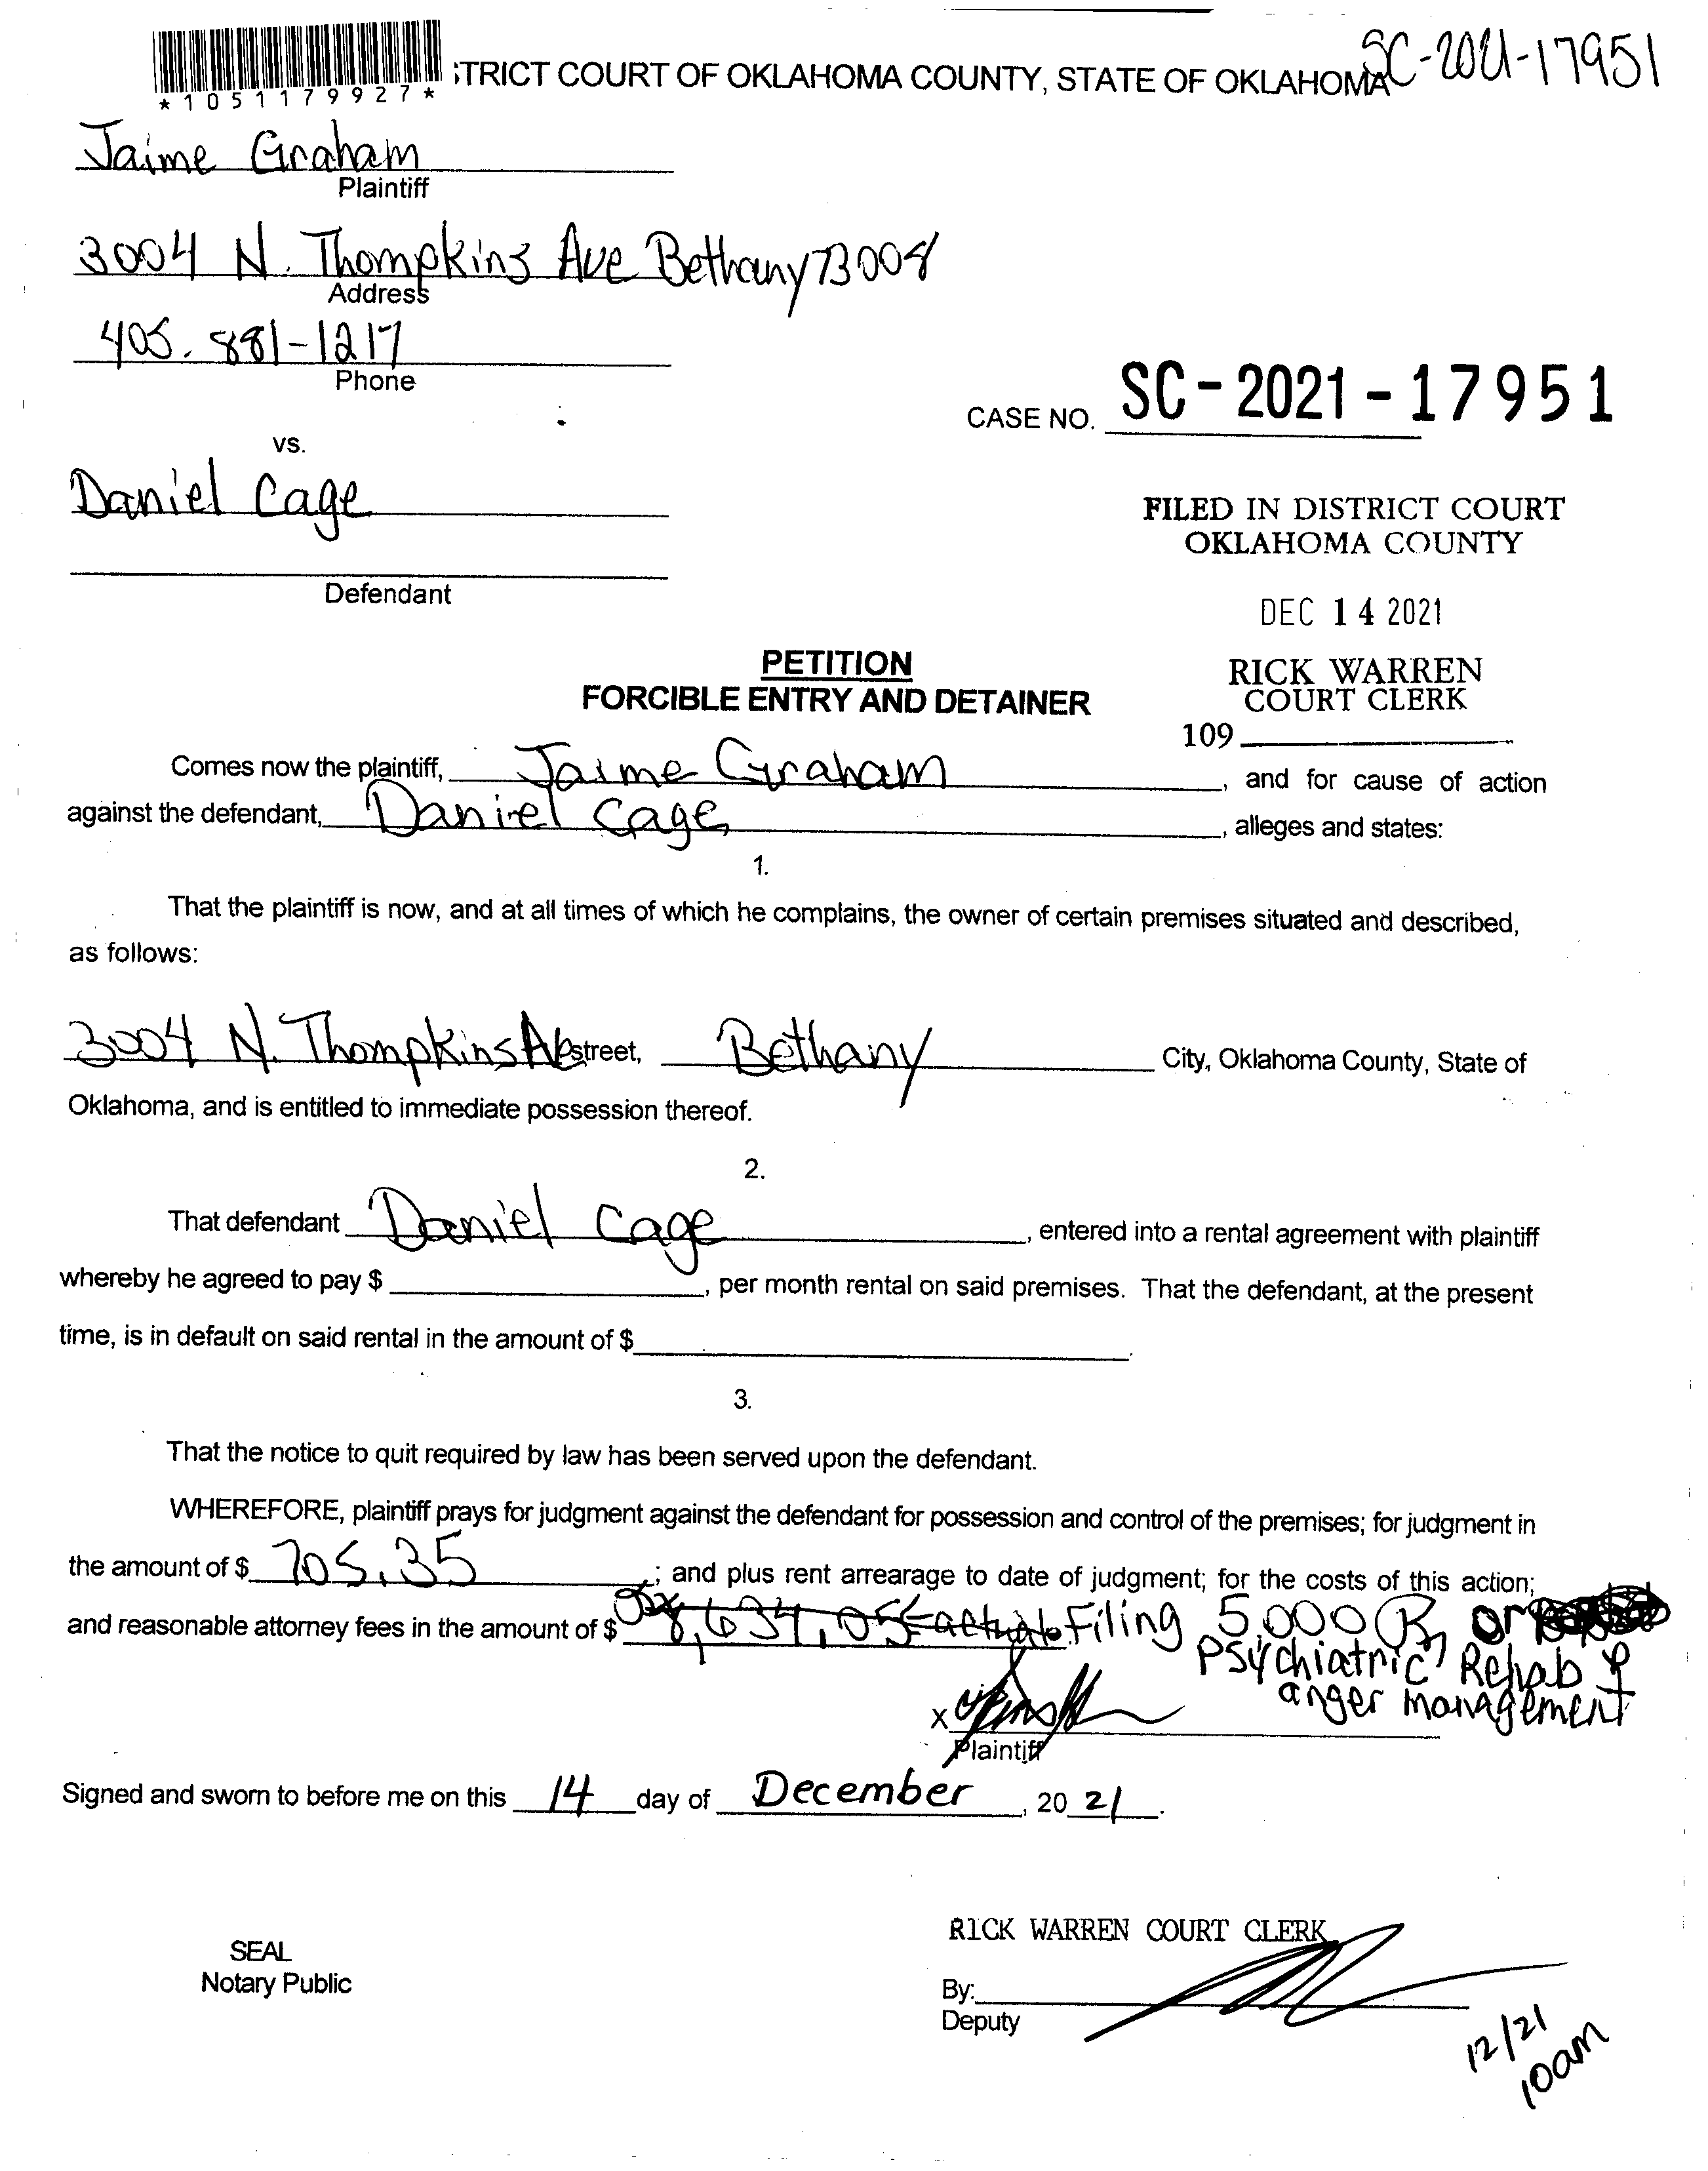 *1051179927*
TRICT COURT OF OKLAHOMA COUNTY, STATE OF OKLAHOMA
SC-2021-17951
Jaime Graham
Plaintiff
3004 N. Thompkins Ave Bethany 73008
Address
405. 881-1217
Phone
CASE NO. SC-2021-17951
vs.
Daniel Cage
Defendant
FILED IN DISTRICT COURT
OKLAHOMA COUNTY
DEC 14 2021
RICK WARREN
COURT CLERK
109
PETITION
FORCIBLE ENTRY AND DETAINER
Comes now the plaintiff, Jaime Graham, and for cause of action
against the defendant, Daniel Cage, alleges and states:
1.
That the plaintiff is now, and at all times of which he complains, the owner of certain premises situated and described,
as follows:
3004 N. Thompkins street, Bethany City, Oklahoma County, State of
Oklahoma, and is entitled to immediate possession thereof.
2.
That defendant Daniel Cage, entered into a rental agreement with plaintiff
whereby he agreed to pay $, per month rental on said premises. That the defendant, at the present
time, is in default on said rental in the amount of $.
3.
That the notice to quit required by law has been served upon the defendant.
WHEREFORE, plaintiff prays for judgment against the defendant for possession and control of the premises; for judgment in
the amount of $ 705.35; and plus rent arrearage to date of judgment; for the costs of this action;
and reasonable attorney fees in the amount of $ 8,634.05 Filing 5,000 or
Psychiatric Rehab &
anger management
X
Plaintiff
Signed and sworn to before me on this 14 day of December, 20 21.
RICK WARREN COURT CLERK
SEAL
Notary Public
By:
Deputy
12/21
10am